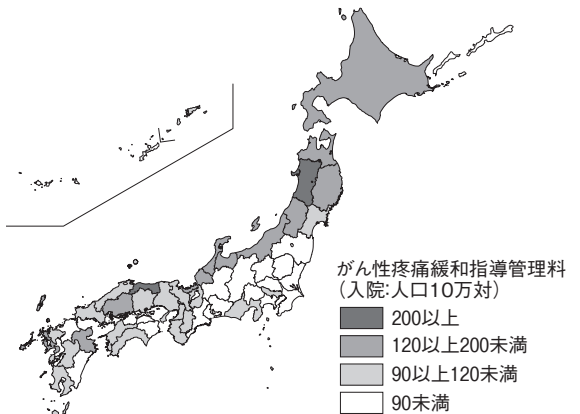 がん性疼痛緩和指導管理料
(入院:人口10万対)
200以上
120以上200未満
90以上120未満
90未満